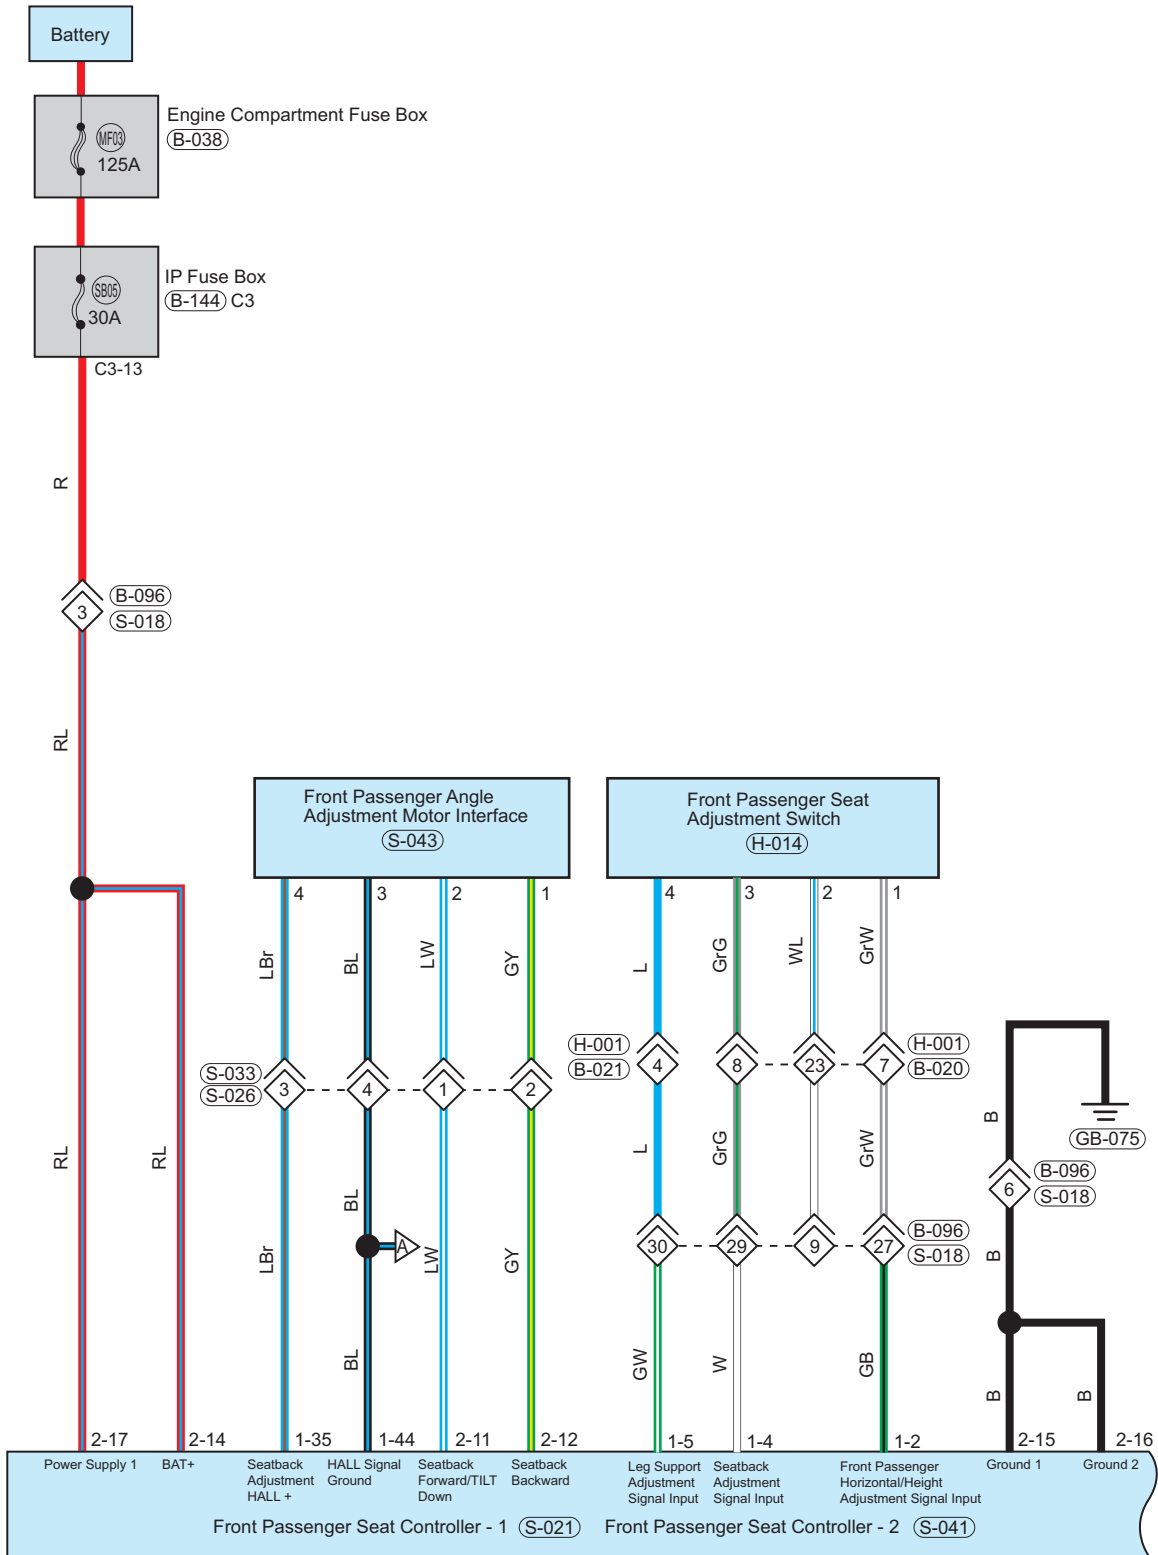 Battery
MF03
125A
Engine Compartment Fuse Box
B-038
SB05
30A
IP Fuse Box
B-144 C3
C3-13
R
3
B-096
S-018
RL
Front Passenger Angle
Adjustment Motor Interface
S-043
Front Passenger Seat
Adjustment Switch
H-014
4 3 2 1
4 3 2 1
LBr BL LW GY
L GrG WL GrW
S-033
S-026
3 4 1 2
H-001
B-021
4 8 23 7
H-001
B-020
GB-075
B
RL RL
BL
L GrG GrW
6
B-096
S-018
A
LBr LW GY
30 29 9 27
B-096
S-018
B
BL
GW W GB
B B
2-17 2-14 1-35 1-44 2-11 2-12 1-5 1-4 1-2 2-15 2-16
Power Supply 1
BAT+
Seatback
Adjustment
HALL +
HALL Signal
Ground
Seatback
Forward/TILT
Down
Seatback
Backward
Leg Support
Adjustment
Signal Input
Seatback
Adjustment
Signal Input
Front Passenger
Horizontal/Height
Adjustment Signal Input
Ground 1
Ground 2
Front Passenger Seat Controller - 1 S-021
Front Passenger Seat Controller - 2 S-041